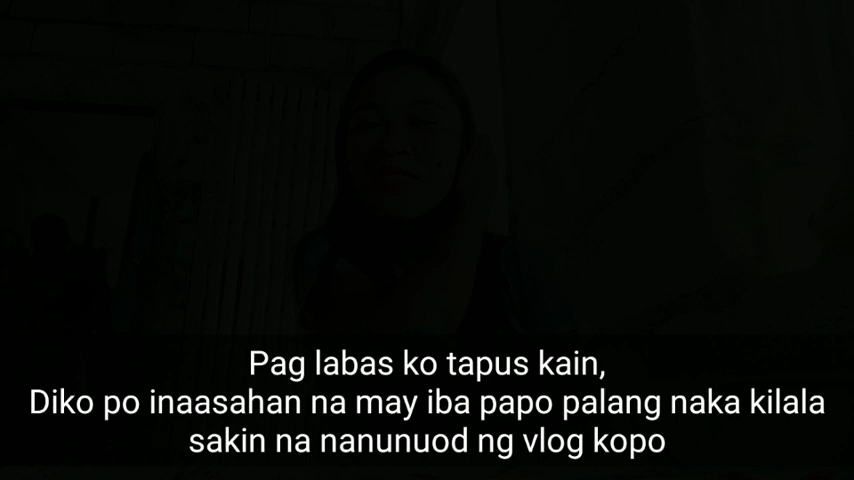 Pag labas ko tapus kain,
Diko po inaasahan na may iba papo palang naka kilala
sakin na nanunuod ng vlog kopo